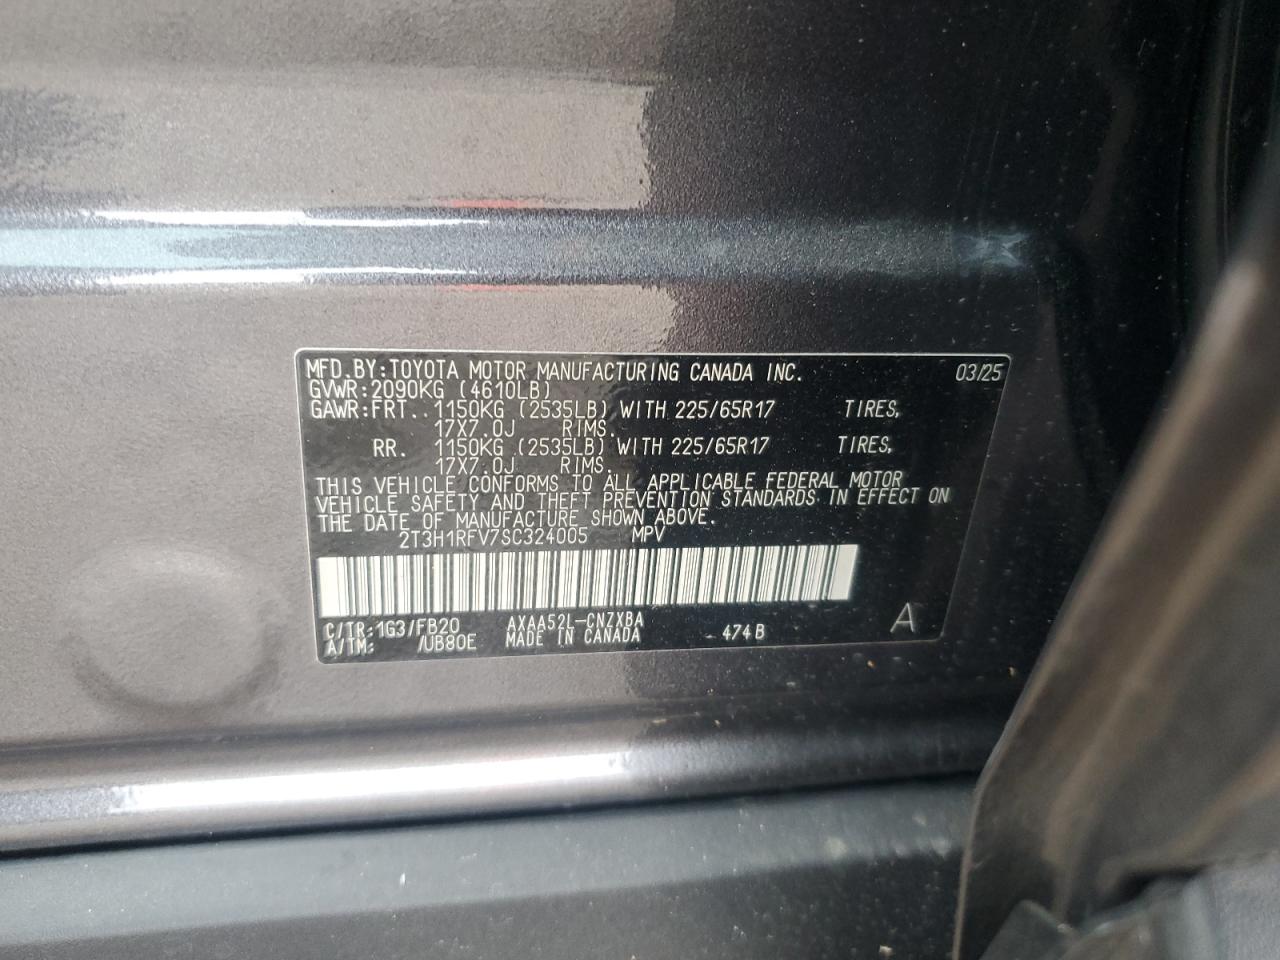 MFD.BY:TOYOTA MOTOR MANUFACTURING CANADA INC. 03/25
GVWR:2090KG (4610LB)
GAWR:FRT. 1150KG (2535LB) WITH 225/65R17 TIRES,
17X7.0J RIMS.
RR. 1150KG (2535LB) WITH 225/65R17 TIRES,
17X7.0J RIMS.
THIS VEHICLE CONFORMS TO ALL APPLICABLE FEDERAL MOTOR
VEHICLE SAFETY AND THEFT PREVENTION STANDARDS IN EFFECT ON
THE DATE OF MANUFACTURE SHOWN ABOVE.
2T3H1RFV7SC324005 MPV
C/TR:1G3/FB20 AXAA52L-CNZXBA
A/TM: /UB80E MADE IN CANADA 474B A